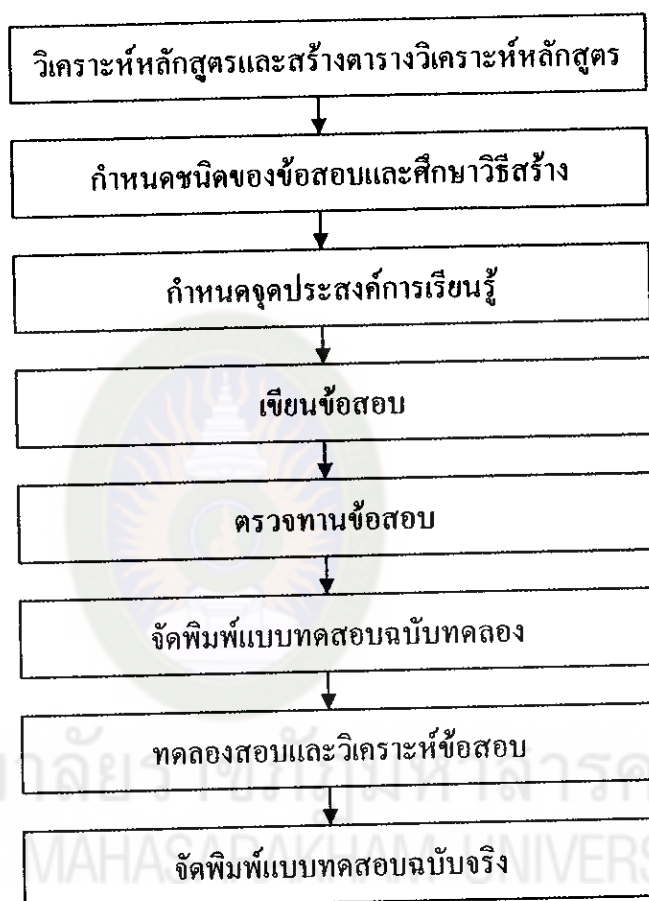 วิเคราะห์หลักสูตรและสร้างตารางวิเคราะห์หลักสูตร
กำหนดชนิดของข้อสอบและศึกษาวิธีสร้าง
กำหนดจุดประสงค์การเรียนรู้
เขียนข้อสอบ
ตรวจทานข้อสอบ
จัดพิมพ์แบบทดสอบฉบับทดลอง
ทดลองสอบและวิเคราะห์ข้อสอบ
จัดพิมพ์แบบทดสอบฉบับจริง
MAHASARAKHAM